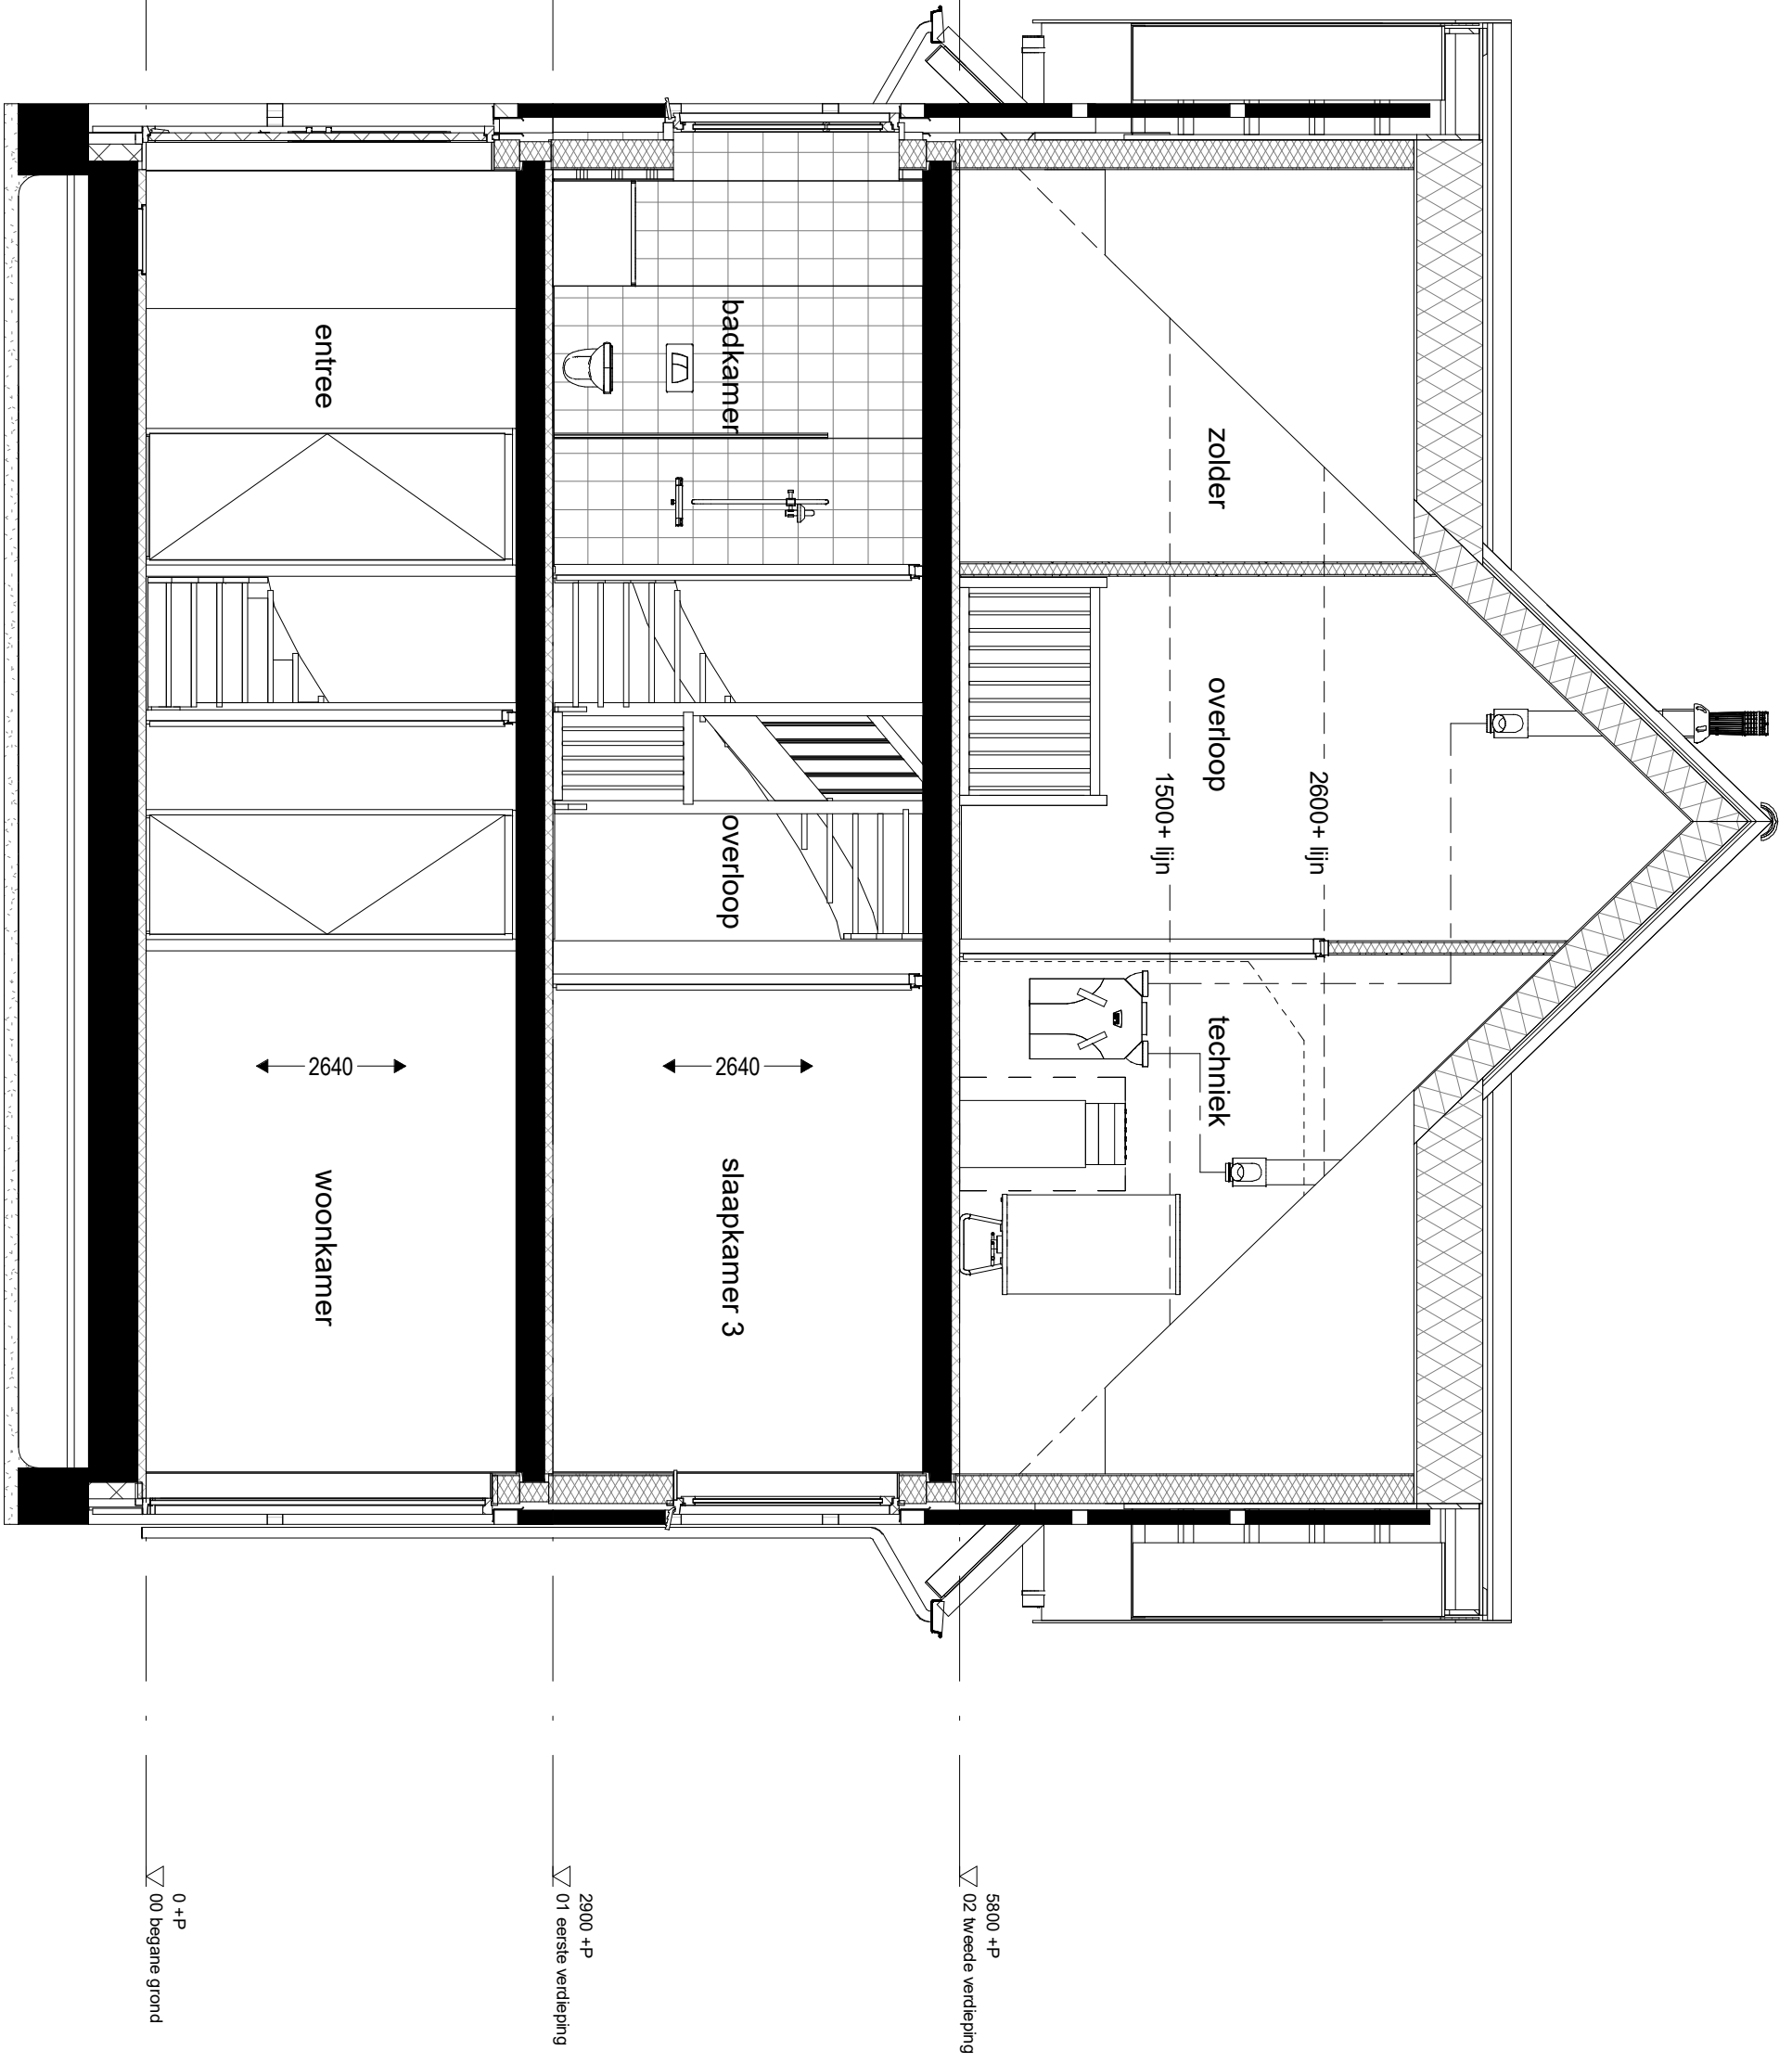 zolder
overloop
techniek
2600+ lijn
1500+ lijn
5800 +P
02 tweede verdieping
badkamer
overloop
slaapkamer 3
2640
2900 +P
01 eerste verdieping
entree
woonkamer
2640
0 +P
00 begane grond